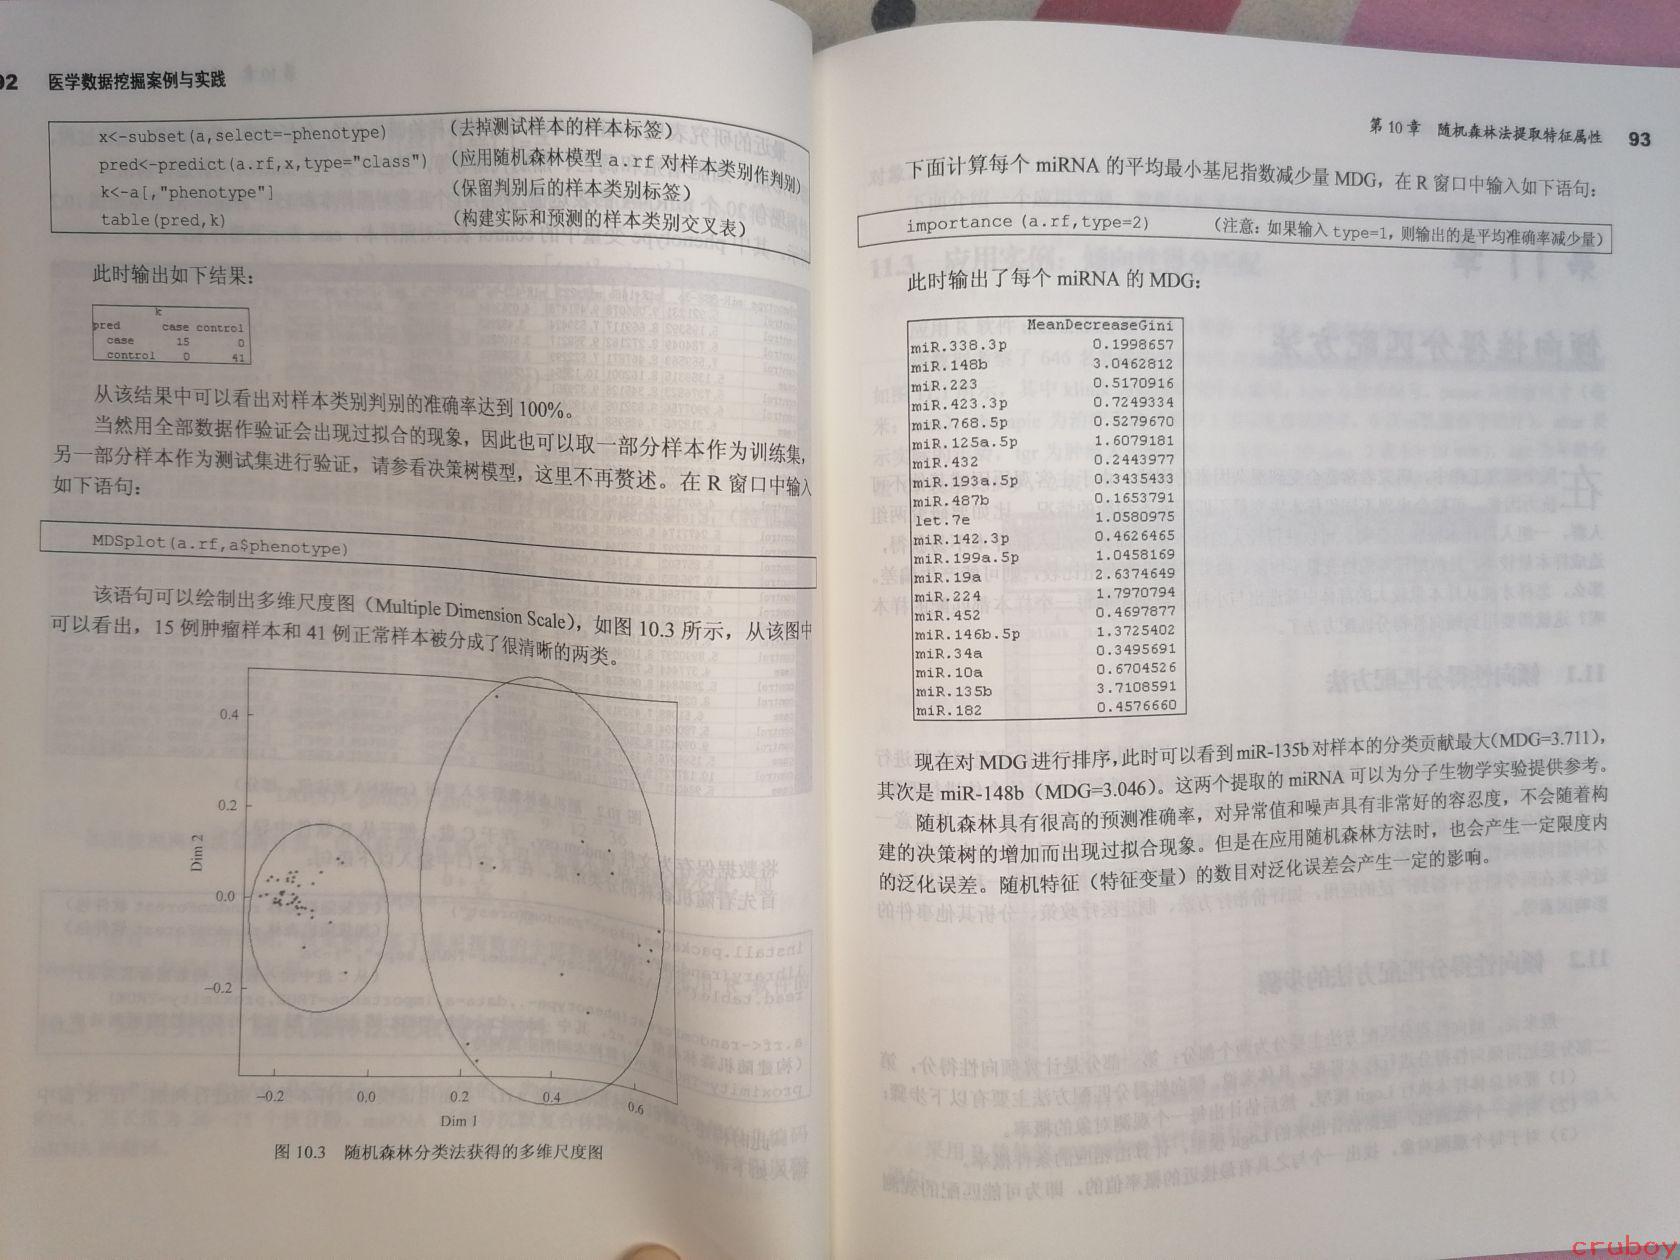 92 医学数据挖掘案例与实践
x<-subset(a,select=-phenotype) (去掉测试样本的样本标签)
pred<-predict(a.rf,x,type="class") (应用随机森林模型 a.rf 对样本类别作判别)
k<-a[,"phenotype"] (保留判别后的样本类别标签)
table(pred,k) (构建实际和预测的样本类别交叉表)
此时输出如下结果:
k
pred case control
case 15 0
control 0 41
从该结果中可以看出对样本类别判别的准确率达到 100%。
当然用全部数据作验证会出现过拟合的现象，因此也可以取一部分样本作为训练集，
另一部分样本作为测试集进行验证，请参看决策树模型，这里不再赘述。在 R 窗口中输入
如下语句:
MDSplot(a.rf,a$phenotype)
该语句可以绘制出多维尺度图（Multiple Dimension Scale），如图 10.3 所示，从该图中
可以看出，15 例肿瘤样本和 41 例正常样本被分成了很清晰的两类。
0.4
0.2
0.0
−0.2
Dim 2
−0.2 0.0 0.2 0.4 0.6
Dim 1
图 10.3 随机森林分类法获得的多维尺度图
第 10 章 随机森林法提取特征属性 93
下面计算每个 miRNA 的平均最小基尼指数减少量 MDG，在 R 窗口中输入如下语句:
importance (a.rf,type=2) (注意: 如果输入 type=1, 则输出的是平均准确率减少量)
此时输出了每个 miRNA 的 MDG:
MeanDecreaseGini
miR.338.3p 0.1998657
miR.148b 3.0462812
miR.223 0.5170916
miR.423.3p 0.7249334
miR.768.5p 0.5279670
miR.125a.5p 1.6079181
miR.432 0.2443977
miR.193a.5p 0.3435433
miR.487b 0.1653791
let.7e 1.0580975
miR.142.3p 0.4626465
miR.199a.5p 1.0458169
miR.19a 2.6374649
miR.224 1.7970794
miR.452 0.4697877
miR.146b.5p 1.3725402
miR.34a 0.3495691
miR.10a 0.6704526
miR.135b 3.7108591
miR.182 0.4576660
现在对 MDG 进行排序，此时可以看到 miR-135b 对样本的分类贡献最大(MDG=3.711)，
其次是 miR-148b（MDG=3.046）。这两个提取的 miRNA 可以为分子生物学实验提供参考。
随机森林具有很高的预测准确率，对异常值和噪声具有非常好的容忍度，不会随着构
建的决策树的增加而出现过拟合现象。但是在应用随机森林方法时，也会产生一定限度内
的泛化误差。随机特征（特征变量）的数目对泛化误差会产生一定的影响。
cruboy